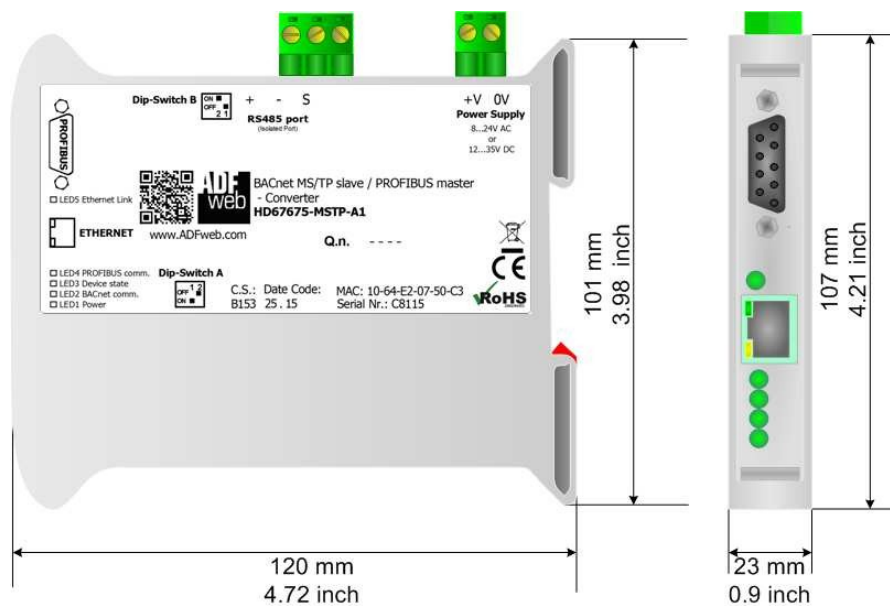 Dip-Switch B
ON
OFF
2 1
+ - S
RS485 port
(Isolated Port)
+V 0V
Power Supply
8...24V AC
or
12...35V DC
PROFIBUS
LED5 Ethernet Link
ETHERNET
ADF
web
www.ADFweb.com
BACnet MS/TP slave / PROFIBUS master
- Converter
HD67675-MSTP-A1
Q.n. - - - -
LED4 PROFIBUS comm.
LED3 Device state
LED2 BACnet comm.
LED1 Power
Dip-Switch A
1 2
OFF
ON
C.S.: Date Code:
B153 25 . 15
MAC: 10-64-E2-07-50-C3
Serial Nr.: C8115
CE
RoHS
101 mm
3.98 inch
107 mm
4.21 inch
120 mm
4.72 inch
23 mm
0.9 inch